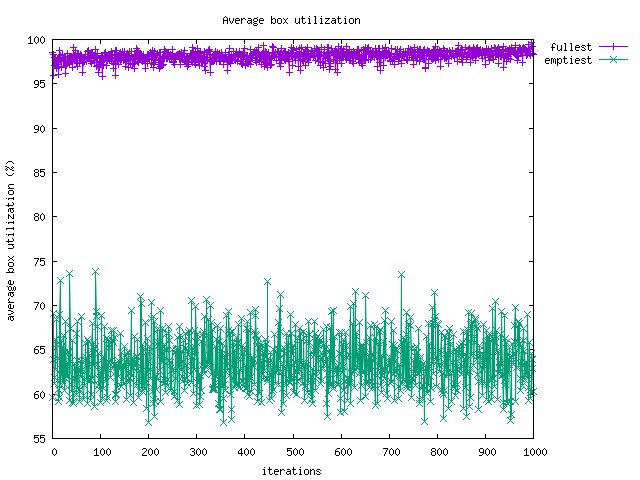 Average box utilization
fullest
emptiest
100
95
90
85
80
75
70
65
60
55
average box utilization (%)
0 100 200 300 400 500 600 700 800 900 1000
iterations